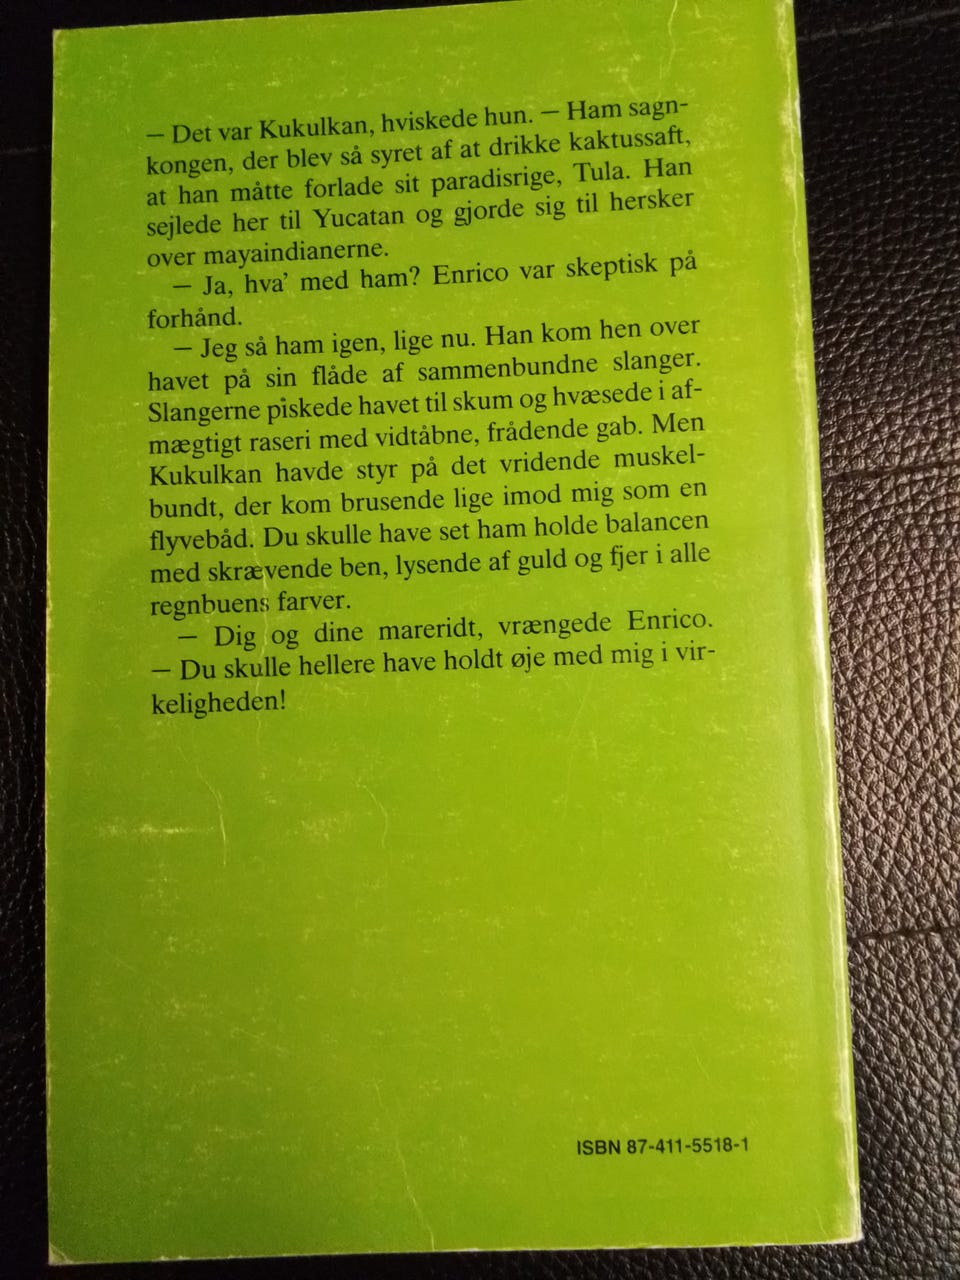 — Det var Kukulkan, hviskede hun. — Ham sagn-
kongen, der blev så syret af at drikke kaktussaft,
at han måtte forlade sit paradisrige, Tula. Han
sejlede her til Yucatan og gjorde sig til hersker
over mayaindianerne.
— Ja, hva' med ham? Enrico var skeptisk på
forhånd.
— Jeg så ham igen, lige nu. Han kom hen over
havet på sin flåde af sammenbundne slanger.
Slangerne piskede havet til skum og hvæsede i af-
mægtigt raseri med vidtåbne, frådende gab. Men
Kukulkan havde styr på det vridende muskel-
bundt, der kom brusende lige imod mig som en
flyvebåd. Du skulle have set ham holde balancen
med skrævende ben, lysende af guld og fjer i alle
regnbuens farver.
— Dig og dine mareridt, vrængede Enrico.
— Du skulle hellere have holdt øje med mig i vir-
keligheden!
ISBN 87-411-5518-1